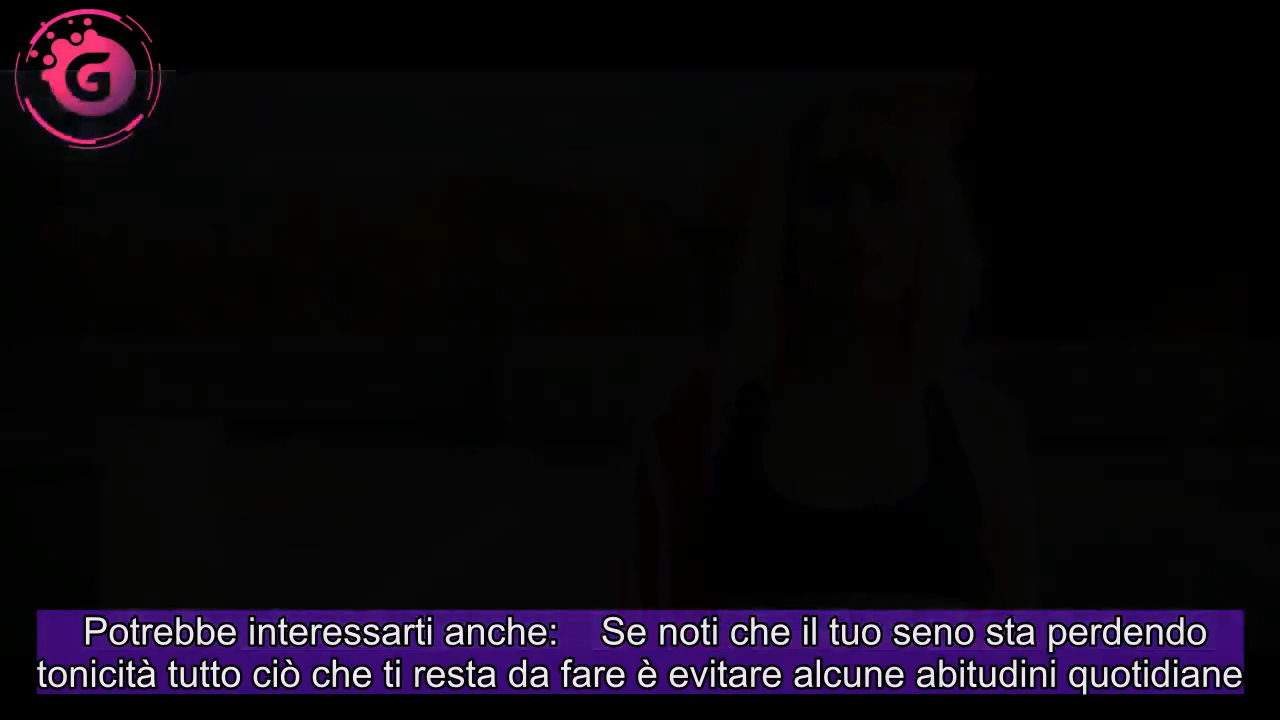 G
Potrebbe interessarti anche: Se noti che il tuo seno sta perdendo
tonicità tutto ciò che ti resta da fare è evitare alcune abitudini quotidiane